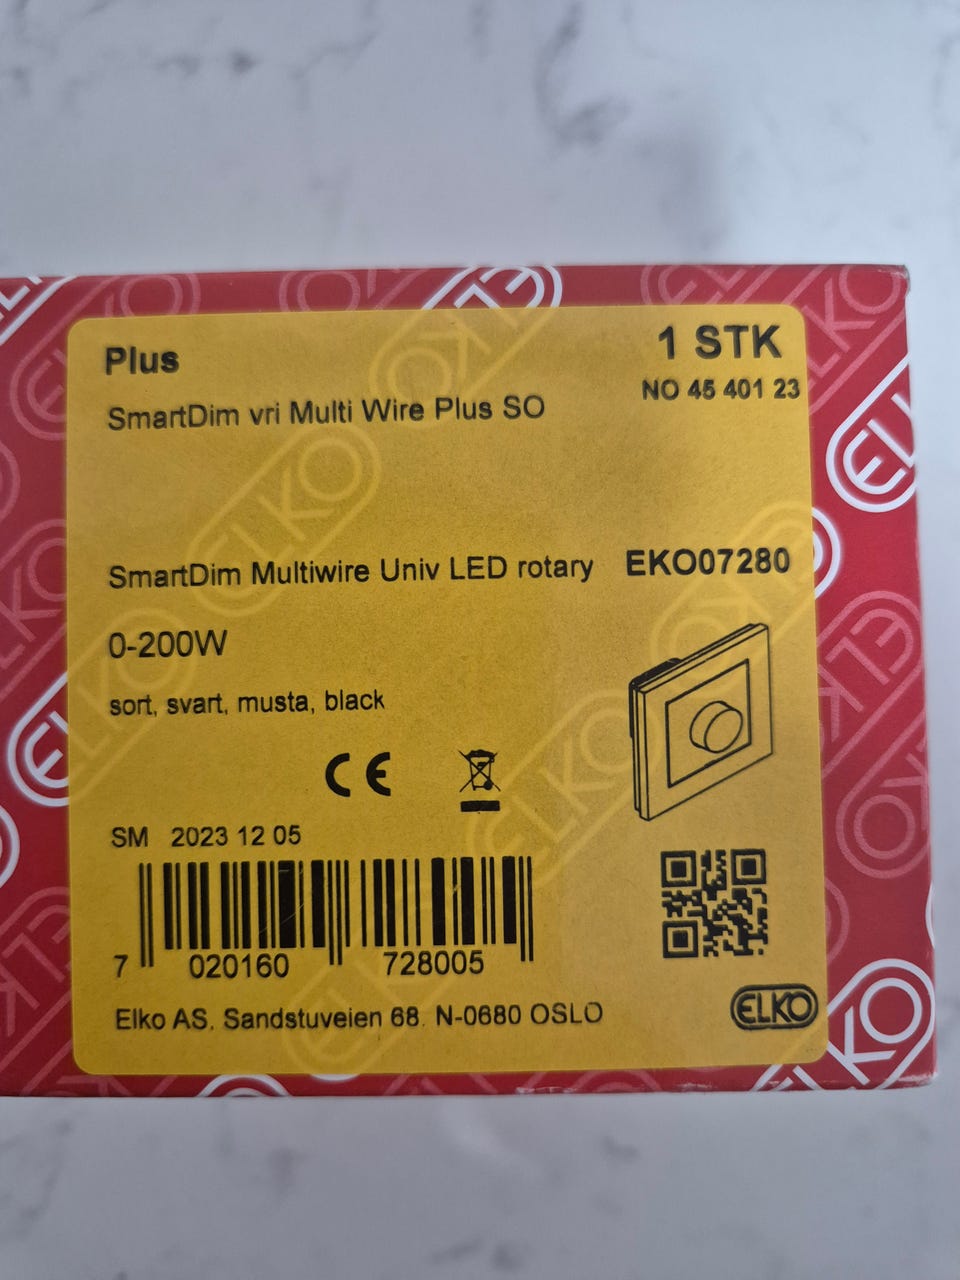 Plus
1 STK
NO 45 401 23
SmartDim vri Multi Wire Plus SO
SmartDim Multiwire Univ LED rotary EKO07280
0-200W
sort, svart, musta, black
CE
SM 2023 12 05
7 020160 728005
Elko AS, Sandstuveien 68. N-0680 OSLO
ELKO